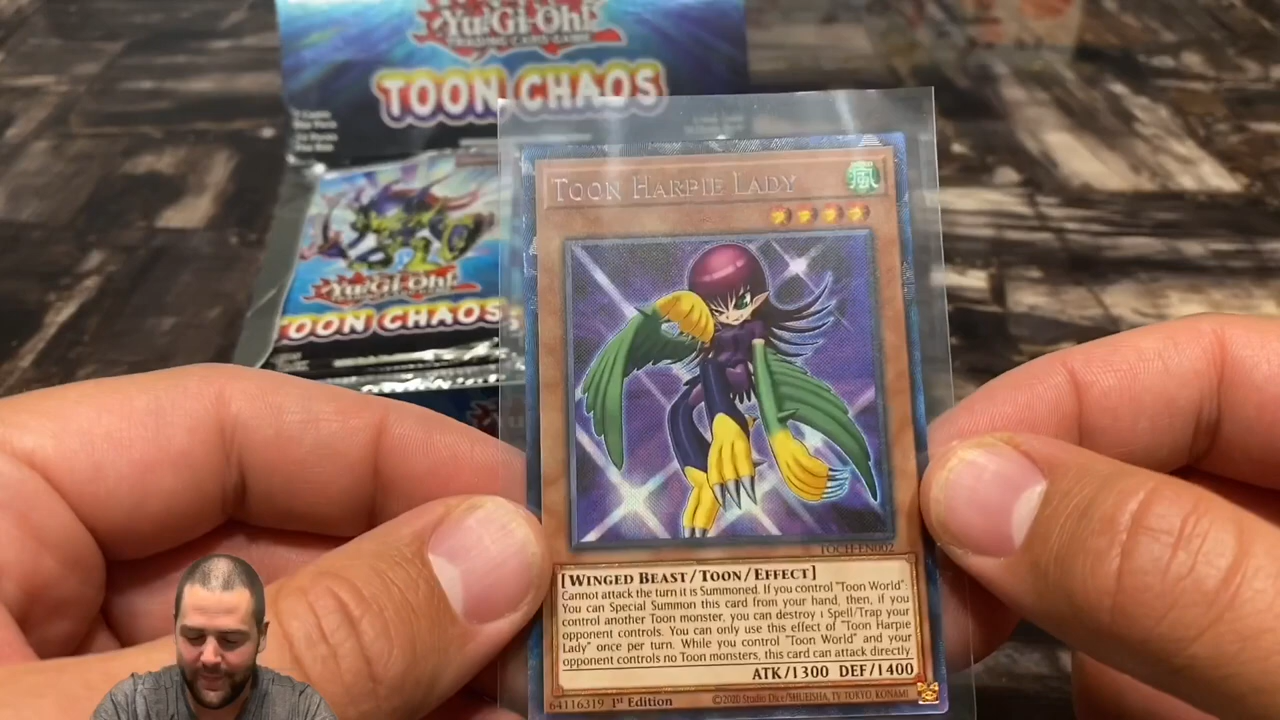 Yu-Gi-Oh!
TRADING CARD GAME
TOON CHAOS
Yu-Gi-Oh!
TOON CHAOS
TOON HARPIE LADY
TOCH-EN002
[WINGED BEAST/TOON/EFFECT]
Cannot attack the turn it is Summoned. If you control "Toon World":
You can Special Summon this card from your hand, then, if you
control another Toon monster, you can destroy 1 Spell/Trap your
opponent controls. You can only use this effect of "Toon Harpie
Lady" once per turn. While you control "Toon World" and your
opponent controls no Toon monsters, this card can attack directly.
ATK/1300 DEF/1400
64116319 1st Edition ©2020 Studio Dice/SHUEISHA, TV TOKYO, KONAMI